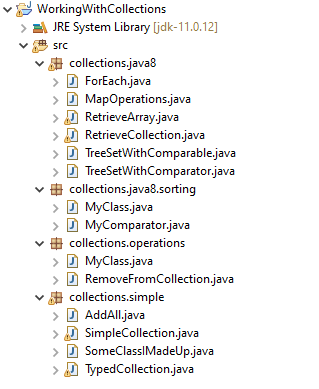 WorkingWithCollections
JRE System Library [jdk-11.0.12]
src
collections.java8
ForEach.java
MapOperations.java
RetrieveArray.java
RetrieveCollection.java
TreeSetWithComparable.java
TreeSetWithComparator.java
collections.java8.sorting
MyClass.java
MyComparator.java
collections.operations
MyClass.java
RemoveFromCollection.java
collections.simple
AddAll.java
SimpleCollection.java
SomeClassIMadeUp.java
TypedCollection.java